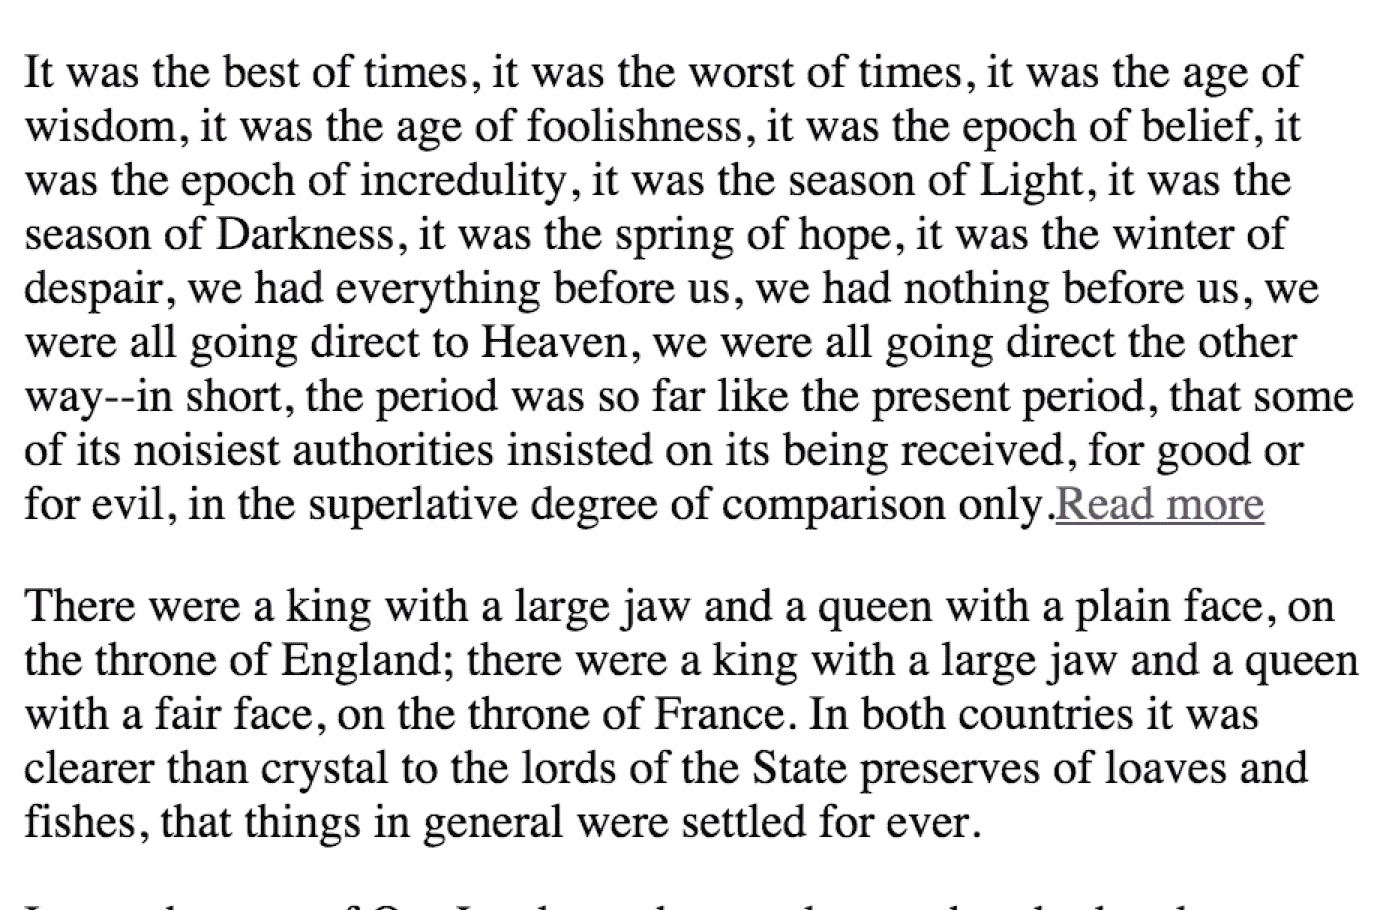 It was the best of times, it was the worst of times, it was the age of
wisdom, it was the age of foolishness, it was the epoch of belief, it
was the epoch of incredulity, it was the season of Light, it was the
season of Darkness, it was the spring of hope, it was the winter of
despair, we had everything before us, we had nothing before us, we
were all going direct to Heaven, we were all going direct the other
way--in short, the period was so far like the present period, that some
of its noisiest authorities insisted on its being received, for good or
for evil, in the superlative degree of comparison only.Read more
There were a king with a large jaw and a queen with a plain face, on
the throne of England; there were a king with a large jaw and a queen
with a fair face, on the throne of France. In both countries it was
clearer than crystal to the lords of the State preserves of loaves and
fishes, that things in general were settled for ever.